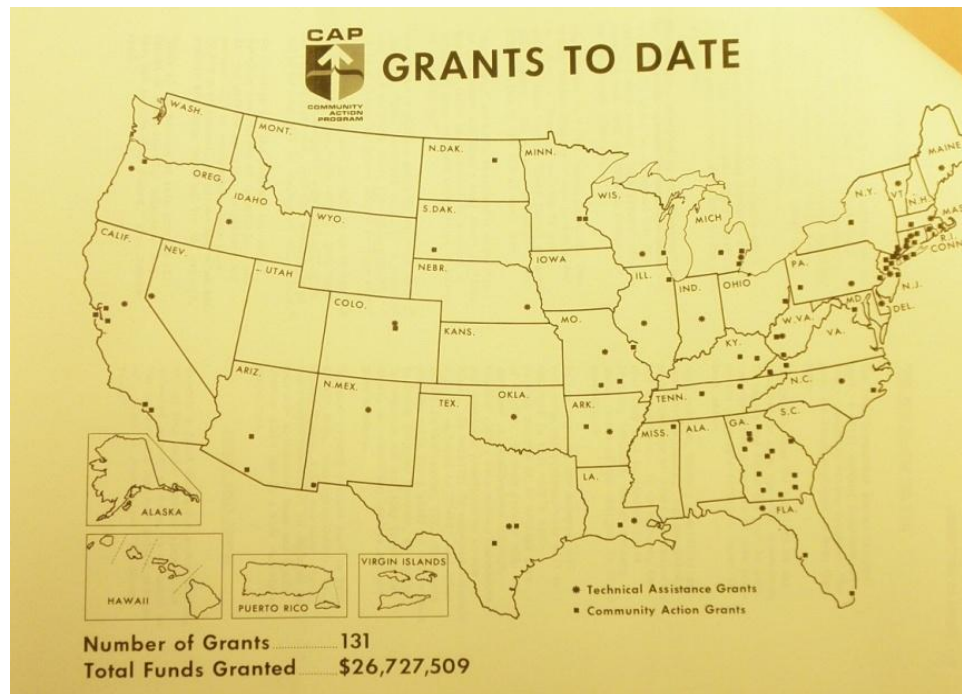 CAP
GRANTS TO DATE
COMMUNITY
ACTION
PROGRAM
WASH.
MONT.
N.DAK.
MINN.
MAINE
OREG.
IDAHO
WIS.
MICH
N.Y.
VT.
N.H.
S.DAK.
WYO.
MAS
R.I.
CONN
CALIF.
NEV.
UTAH
NEBR.
IOWA
ILL.
IND.
OHIO
PA.
N.J.
COLO.
KANS.
MO.
KY.
W.VA.
MD.
DEL.
VA.
ARIZ.
N.MEX.
OKLA.
TEX.
ARK.
TENN.
N.C.
S.C.
MISS.
ALA.
GA.
LA.
FLA.
ALASKA
HAWAII
PUERTO RICO
VIRGIN ISLANDS
Technical Assistance Grants
Community Action Grants
Number of Grants 131
Total Funds Granted $26,727,509